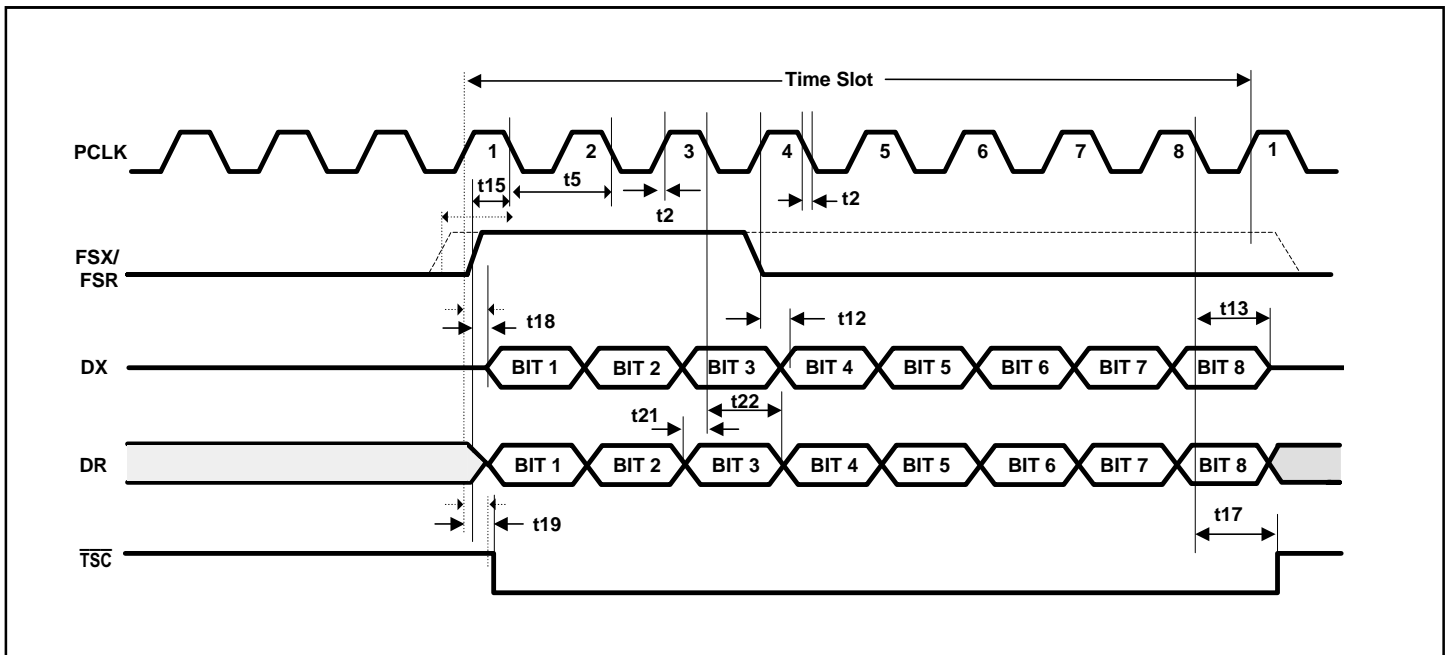 Time Slot
PCLK
1 2 3 4 5 6 7 8 1
t15 t5 t2 t2
FSX/
FSR
t18 t12 t13
DX BIT 1 BIT 2 BIT 3 BIT 4 BIT 5 BIT 6 BIT 7 BIT 8
t21 t22
DR BIT 1 BIT 2 BIT 3 BIT 4 BIT 5 BIT 6 BIT 7 BIT 8
t19 t17
TSC